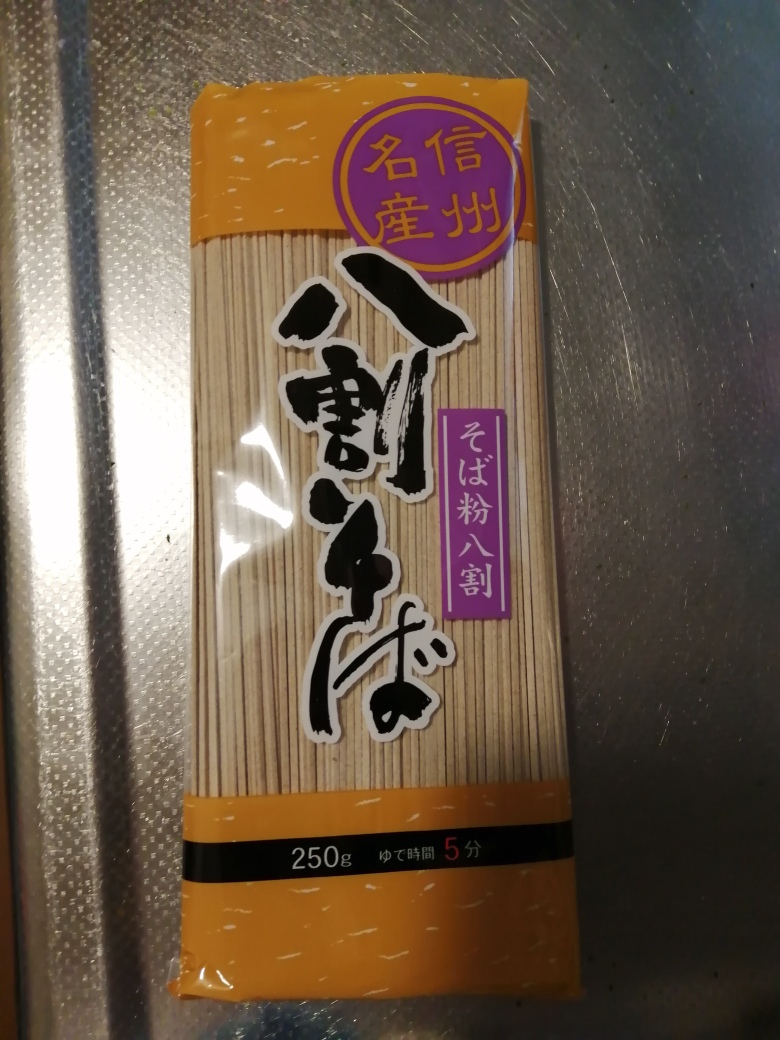 信州
名産
八割そば
そば粉八割
250g ゆで時間 5分